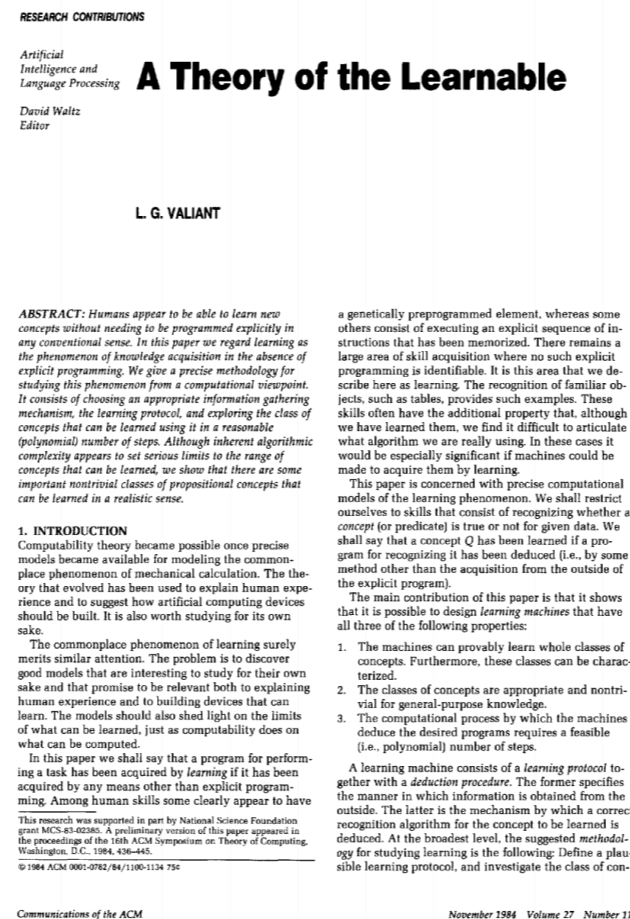 RESEARCH CONTRIBUTIONS
Artificial
Intelligence and
Language Processing
David Waltz
Editor
A Theory of the Learnable
L. G. VALIANT
ABSTRACT: Humans appear to be able to learn new
concepts without needing to be programmed explicitly in
any conventional sense. In this paper we regard learning as
the phenomenon of knowledge acquisition in the absence of
explicit programming. We give a precise methodology for
studying this phenomenon from a computational viewpoint.
It consists of choosing an appropriate information gathering
mechanism, the learning protocol, and exploring the class of
concepts that can be learned using it in a reasonable
(polynomial) number of steps. Although inherent algorithmic
complexity appears to set serious limits to the range of
concepts that can be learned, we show that there are some
important nontrivial classes of propositional concepts that
can be learned in a realistic sense.
1. INTRODUCTION
Computability theory became possible once precise
models became available for modeling the common-
place phenomenon of mechanical calculation. The the-
ory that evolved has been used to explain human expe-
rience and to suggest how artificial computing devices
should be built. It is also worth studying for its own
sake.
The commonplace phenomenon of learning surely
merits similar attention. The problem is to discover
good models that are interesting to study for their own
sake and that promise to be relevant both to explaining
human experience and to building devices that can
learn. The models should also shed light on the limits
of what can be learned, just as computability does on
what can be computed.
In this paper we shall say that a program for perform-
ing a task has been acquired by learning if it has been
acquired by any means other than explicit program-
ming. Among human skills some clearly appear to have
This research was supported in part by National Science Foundation
grant MCS-83-02385. A preliminary version of this paper appeared in
the proceedings of the 16th ACM Symposium on Theory of Computing,
Washington, D.C., 1984, 436–445.
© 1984 ACM 0001-0782/84/1100-1134 75¢
a genetically preprogrammed element, whereas some
others consist of executing an explicit sequence of in-
structions that has been memorized. There remains a
large area of skill acquisition where no such explicit
programming is identifiable. It is this area that we de-
scribe here as learning. The recognition of familiar ob-
jects, such as tables, provides such examples. These
skills often have the additional property that, although
we have learned them, we find it difficult to articulate
what algorithm we are really using. In these cases it
would be especially significant if machines could be
made to acquire them by learning.
This paper is concerned with precise computational
models of the learning phenomenon. We shall restrict
ourselves to skills that consist of recognizing whether a
concept (or predicate) is true or not for given data. We
shall say that a concept Q has been learned if a pro-
gram for recognizing it has been deduced (i.e., by some
method other than the acquisition from the outside of
the explicit program).
The main contribution of this paper is that it shows
that it is possible to design learning machines that have
all three of the following properties:
1. The machines can provably learn whole classes of
concepts. Furthermore, these classes can be charac-
terized.
2. The classes of concepts are appropriate and nontri-
vial for general-purpose knowledge.
3. The computational process by which the machines
deduce the desired programs requires a feasible
(i.e., polynomial) number of steps.
A learning machine consists of a learning protocol to-
gether with a deduction procedure. The former specifies
the manner in which information is obtained from the
outside. The latter is the mechanism by which a correc
recognition algorithm for the concept to be learned is
deduced. At the broadest level, the suggested methodol-
ogy for studying learning is the following: Define a plau
sible learning protocol, and investigate the class of con-
Communications of the ACM
November 1984 Volume 27 Number 11